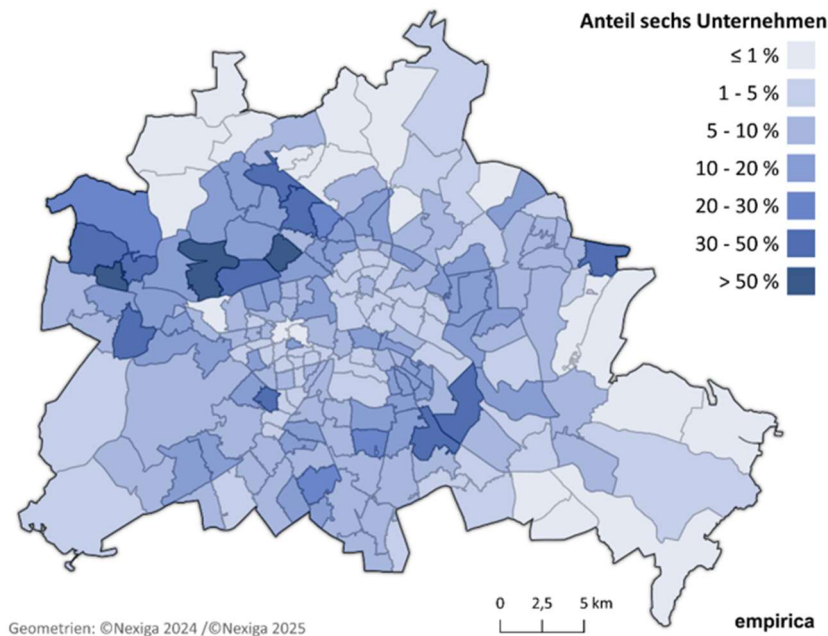 Anteil sechs Unternehmen
≤ 1 %
1 - 5 %
5 - 10 %
10 - 20 %
20 - 30 %
30 - 50 %
> 50 %
0 2,5 5 km
empirica
Geometrien: ©Nexiga 2024 /©Nexiga 2025